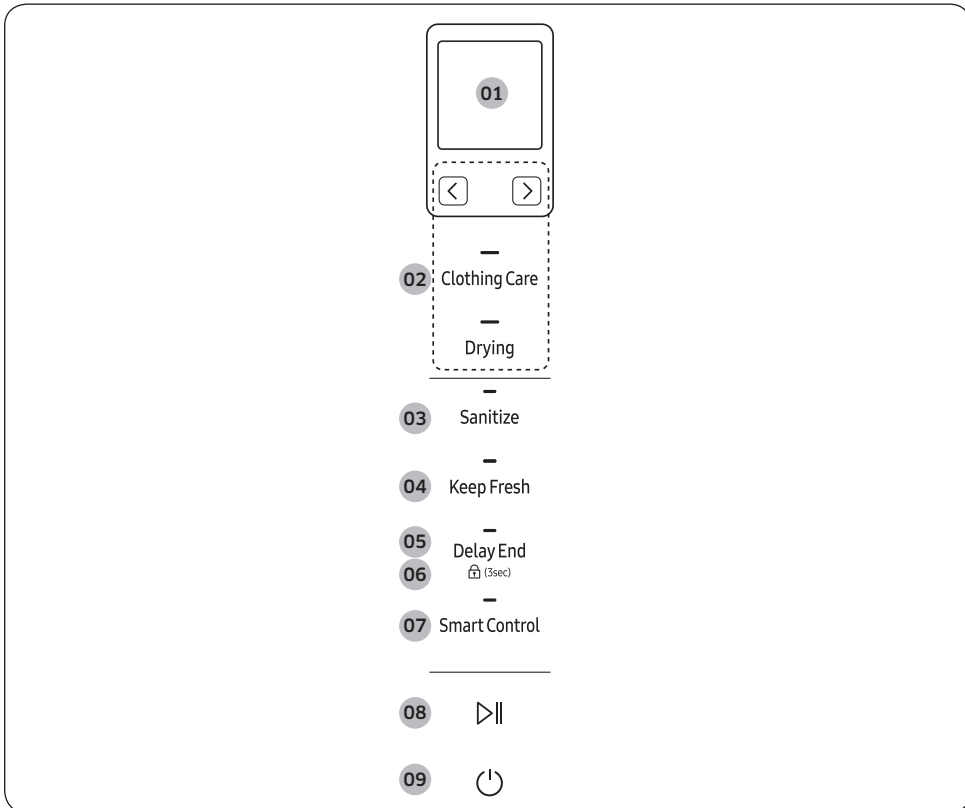 01
02 Clothing Care
Drying
03 Sanitize
04 Keep Fresh
05 Delay End
06 (3sec)
07 Smart Control
08
09